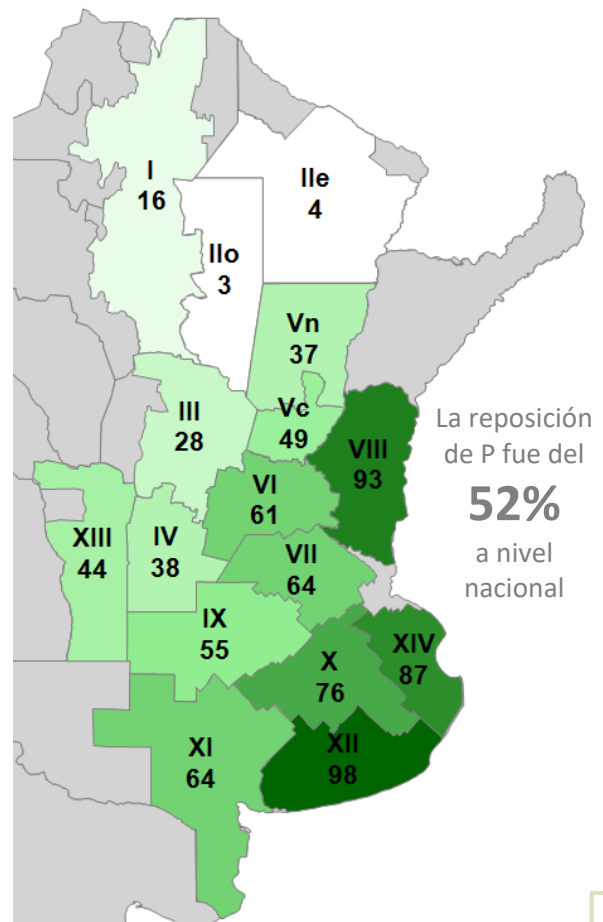 I
16
IIe
4
IIo
3
Vn
37
III
28
Vc
49
VIII
93
La reposición
de P fue del
52%
a nivel
nacional
VI
61
XIII
44
IV
38
VII
64
IX
55
X
76
XIV
87
XI
64
XII
98